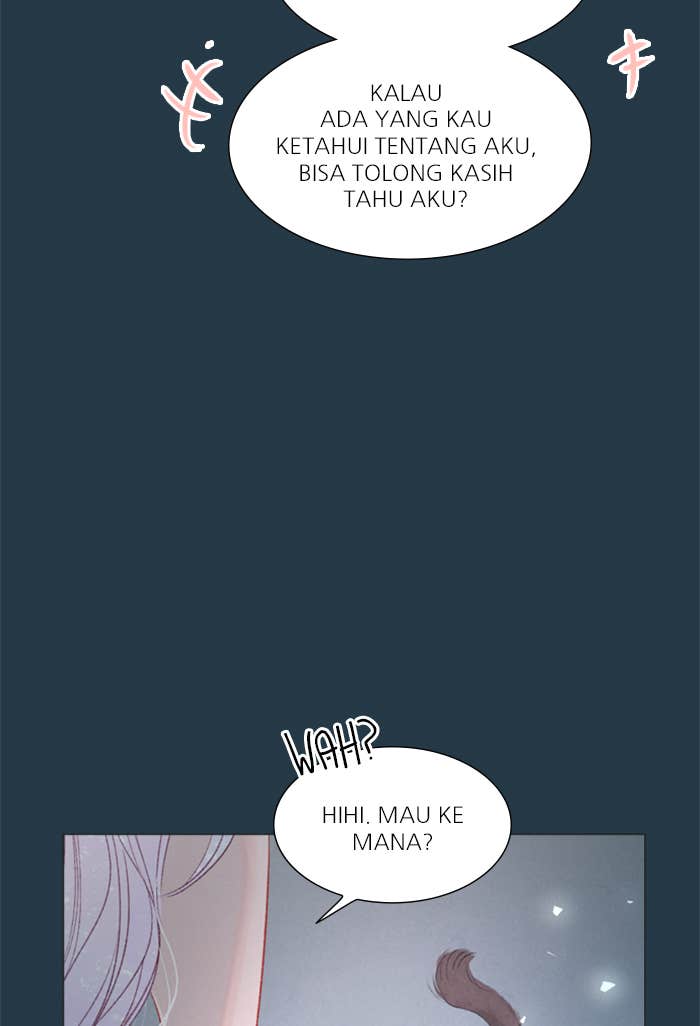 KALAU
ADA YANG KAU
KETAHUI TENTANG AKU,
BISA TOLONG KASIH
TAHU AKU?
WAH?
HIHI. MAU KE
MANA?